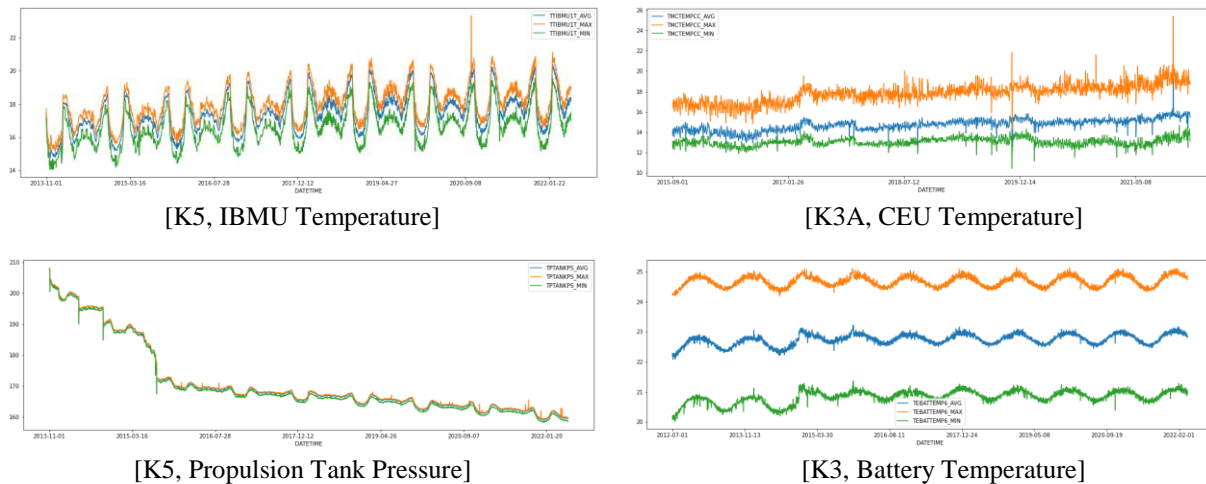 TTIBMU1T_AVG
TTIBMU1T_MAX
TTIBMU1T_MIN
22
20
18
16
14
2013-11-01 2015-03-16 2016-07-28 2017-12-12 2019-04-27 2020-09-08 2022-01-22
DATETIME
[K5, IBMU Temperature]
TMCTEMPCC_AVG
TMCTEMPCC_MAX
TMCTEMPCC_MIN
26
24
22
20
18
16
14
12
10
2015-09-01 2017-01-26 2018-07-12 2019-12-14 2021-05-08
DATETIME
[K3A, CEU Temperature]
TPTANKPS_AVG
TPTANKPS_MAX
TPTANKPS_MIN
210
200
190
180
170
160
2013-11-01 2015-03-16 2016-07-28 2017-12-12 2019-04-26 2020-09-07 2022-01-20
DATETIME
[K5, Propulsion Tank Pressure]
25
24
23
22
21
20
TEBATTEMP6_AVG
TEBATTEMP6_MAX
TEBATTEMP6_MIN
2012-07-01 2013-11-13 2015-03-30 2016-08-11 2017-12-24 2019-05-08 2020-09-19 2022-02-01
DATETIME
[K3, Battery Temperature]